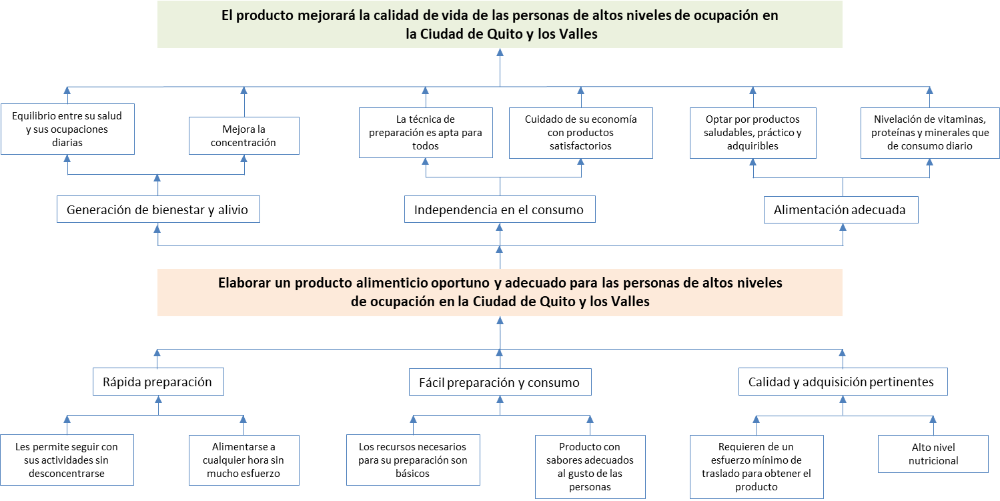 El producto mejorará la calidad de vida de las personas de altos niveles de ocupación en
la Ciudad de Quito y los Valles
Equilibrio entre su salud
y sus ocupaciones
diarias
Mejora la
concentración
La técnica de
preparación es apta para
todos
Cuidado de su economía
con productos
satisfactorios
Optar por productos
saludables, práctico y
adquiribles
Nivelación de vitaminas,
proteínas y minerales que
de consumo diario
Generación de bienestar y alivio
Independencia en el consumo
Alimentación adecuada
Elaborar un producto alimenticio oportuno y adecuado para las personas de altos niveles
de ocupación en la Ciudad de Quito y los Valles
Rápida preparación
Fácil preparación y consumo
Calidad y adquisición pertinentes
Les permite seguir con
sus actividades sin
desconcentrarse
Alimentarse a
cualquier hora sin
mucho esfuerzo
Los recursos necesarios
para su preparación son
básicos
Producto con
sabores adecuados
al gusto de las
personas
Requieren de un
esfuerzo mínimo de
traslado para obtener el
producto
Alto nivel
nutricional